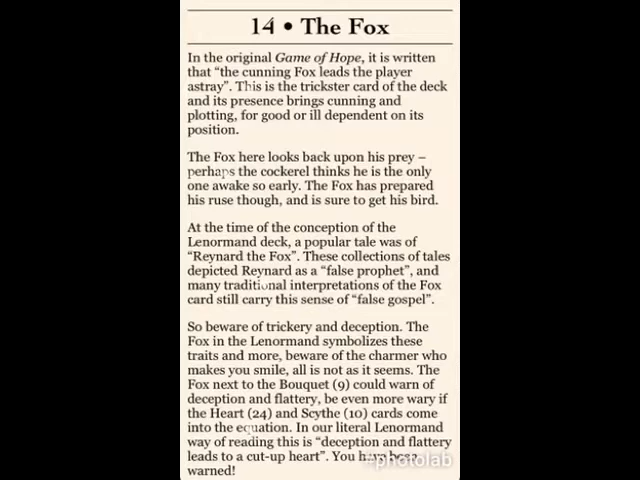 14 • The Fox
In the original Game of Hope, it is written
that “the cunning Fox leads the player
astray”. This is the trickster card of the deck
and its presence brings cunning and
plotting, for good or ill dependent on its
position.
The Fox here looks back upon his prey –
perhaps the cockerel thinks he is the only
one awake so early. The Fox has prepared
his ruse though, and is sure to get his bird.
At the time of the conception of the
Lenormand deck, a popular tale was of
“Reynard the Fox”. These collections of tales
depicted Reynard as a “false prophet”, and
many traditional interpretations of the Fox
card still carry this sense of “false gospel”.
So beware of trickery and deception. The
Fox in the Lenormand symbolizes these
traits and more, beware of the charmer who
makes you smile, all is not as it seems. The
Fox next to the Bouquet (9) could warn of
deception and flattery, be even more wary if
the Heart (24) and Scythe (10) cards come
into the equation. In our literal Lenormand
way of reading this is “deception and flattery
leads to a cut-up heart”. You have been
warned!
#photolab